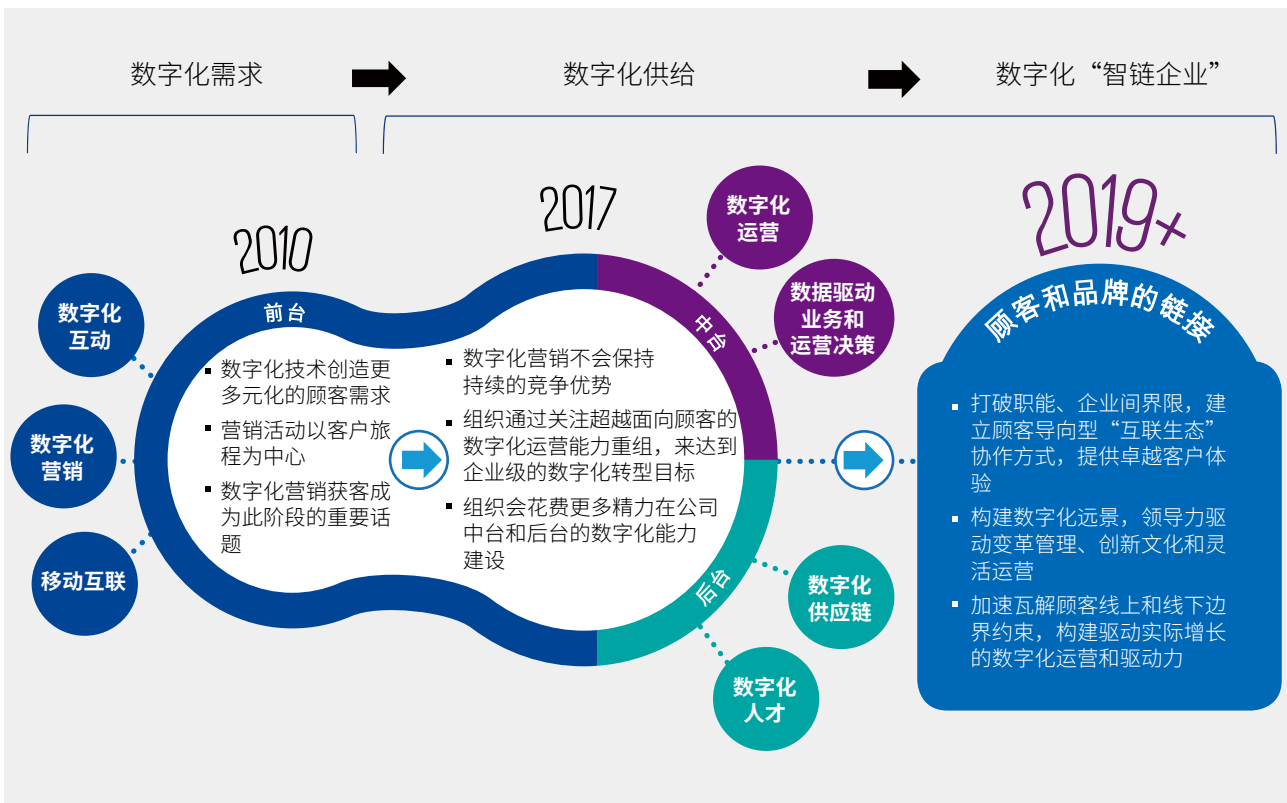 数字化需求
数字化供给
数字化“智链企业”
2010
2017
2019+
数字化
互动
数字化
营销
移动互联
前台
数字化技术创造更
多元化的顾客需求
营销活动以客户旅
程为中心
数字化营销获客成
为此阶段的重要话
题
数字化营销不会保持
持续的竞争优势
组织通过关注超越面向顾客的
数字化运营能力重组，来达到
企业级的数字化转型目标
组织会花费更多精力在公司
中台和后台的数字化能力
建设
中台
后台
数字化
运营
数据驱动
业务和
运营决策
数字化
供应链
数字化
人才
顾客和品牌的链接
打破职能、企业间界限，建
立顾客导向型“互联生态”
协作方式，提供卓越客户体
验
构建数字化远景，领导力驱
动变革管理、创新文化和灵
活运营
加速瓦解顾客线上和线下边
界约束，构建驱动实际增长
的数字化运营和驱动力